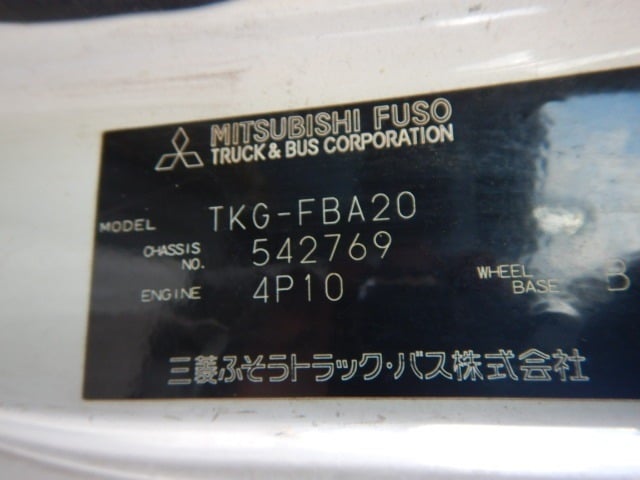 MITSUBISHI FUSO
TRUCK & BUS CORPORATION
MODEL TKG-FBA20
CHASSIS NO. 542769
ENGINE 4P10
WHEEL BASE B
三菱ふそうトラック・バス株式会社